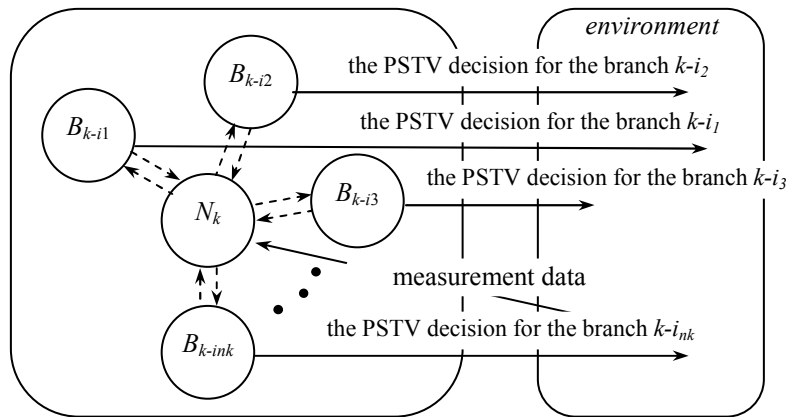 environment
B_{k-i2}
the PSTV decision for the branch k-i_2
B_{k-i1}
the PSTV decision for the branch k-i_1
the PSTV decision for the branch k-i_3
B_{k-i3}
N_k
measurement data
the PSTV decision for the branch k-i_{nk}
B_{k-ink}